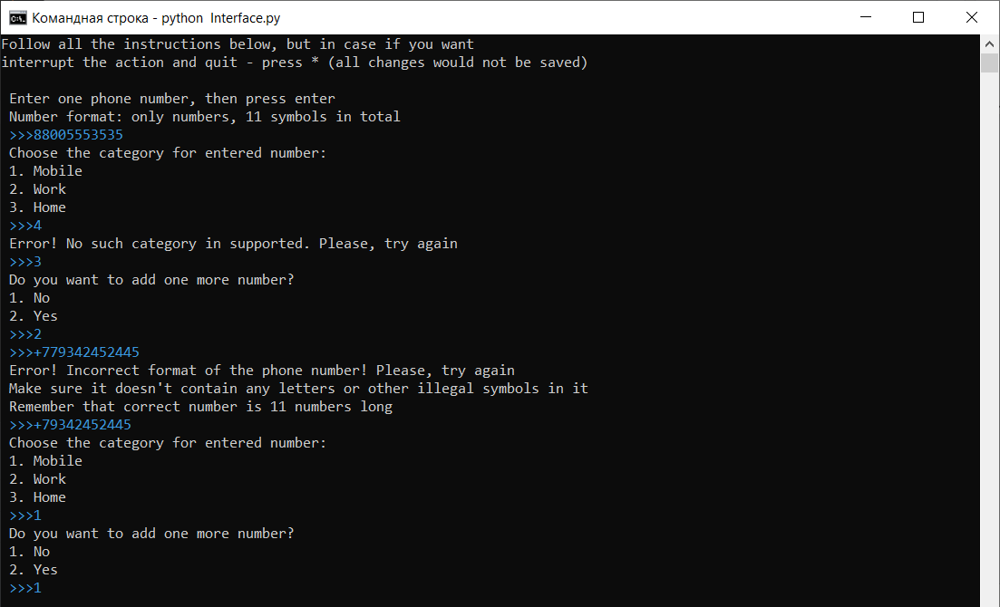 Командная строка - python  Interface.py
Follow all the instructions below, but in case if you want
interrupt the action and quit - press * (all changes would not be saved)
Enter one phone number, then press enter
Number format: only numbers, 11 symbols in total
>>>88005553535
Choose the category for entered number:
1. Mobile
2. Work
3. Home
>>>4
Error! No such category in supported. Please, try again
>>>3
Do you want to add one more number?
1. No
2. Yes
>>>2
>>>+779342452445
Error! Incorrect format of the phone number! Please, try again
Make sure it doesn't contain any letters or other illegal symbols in it
Remember that correct number is 11 numbers long
>>>+79342452445
Choose the category for entered number:
1. Mobile
2. Work
3. Home
>>>1
Do you want to add one more number?
1. No
2. Yes
>>>1